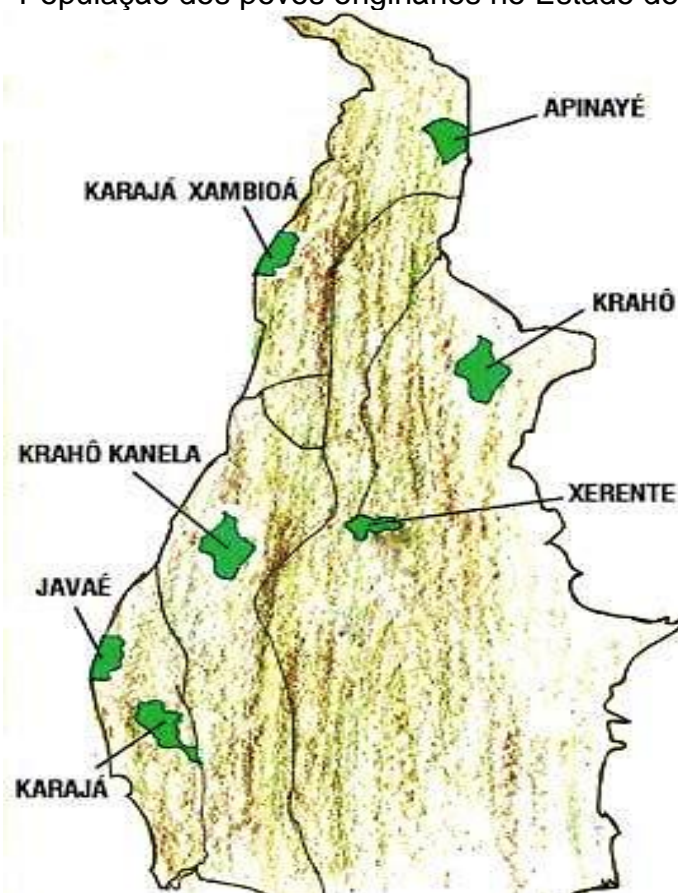 População dos povos originários no Estado do
APINAYÉ
KARAJÁ XAMBIOÁ
KRAHÔ
KRAHÔ KANELA
XERENTE
JAVAÉ
KARAJÁ